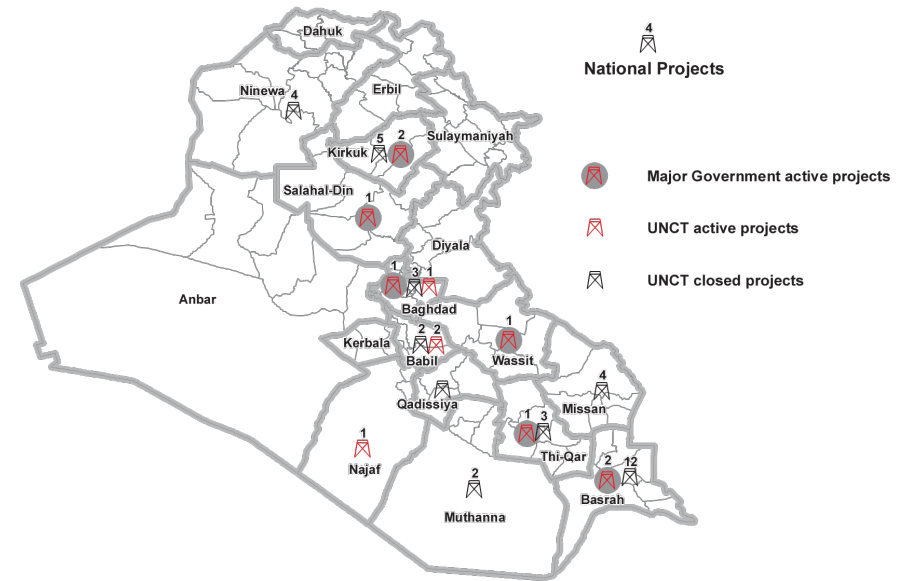 4
National Projects
Dahuk
Ninewa
4
Erbil
Sulaymaniyah
Kirkuk
5
2
Salahal-Din
1
Major Government active projects
UNCT active projects
UNCT closed projects
Diyala
1
3
1
Baghdad
Anbar
Kerbala
2
2
Babil
1
Wassit
Qadissiya
4
Missan
1
3
Thi-Qar
1
Najaf
2
Muthanna
2
12
Basrah